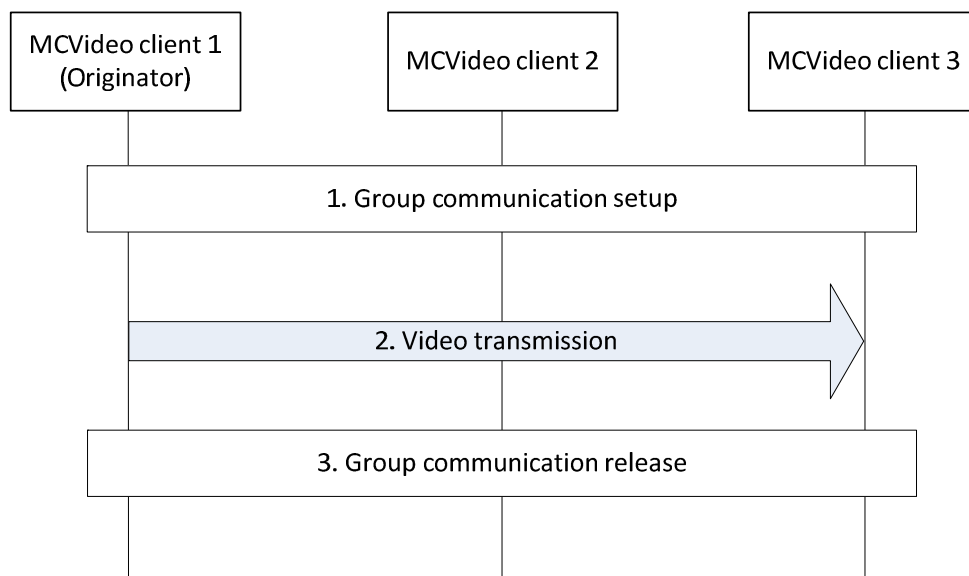 MCVideo client 1
(Originator)
MCVideo client 2
MCVideo client 3
1. Group communication setup
2. Video transmission
3. Group communication release